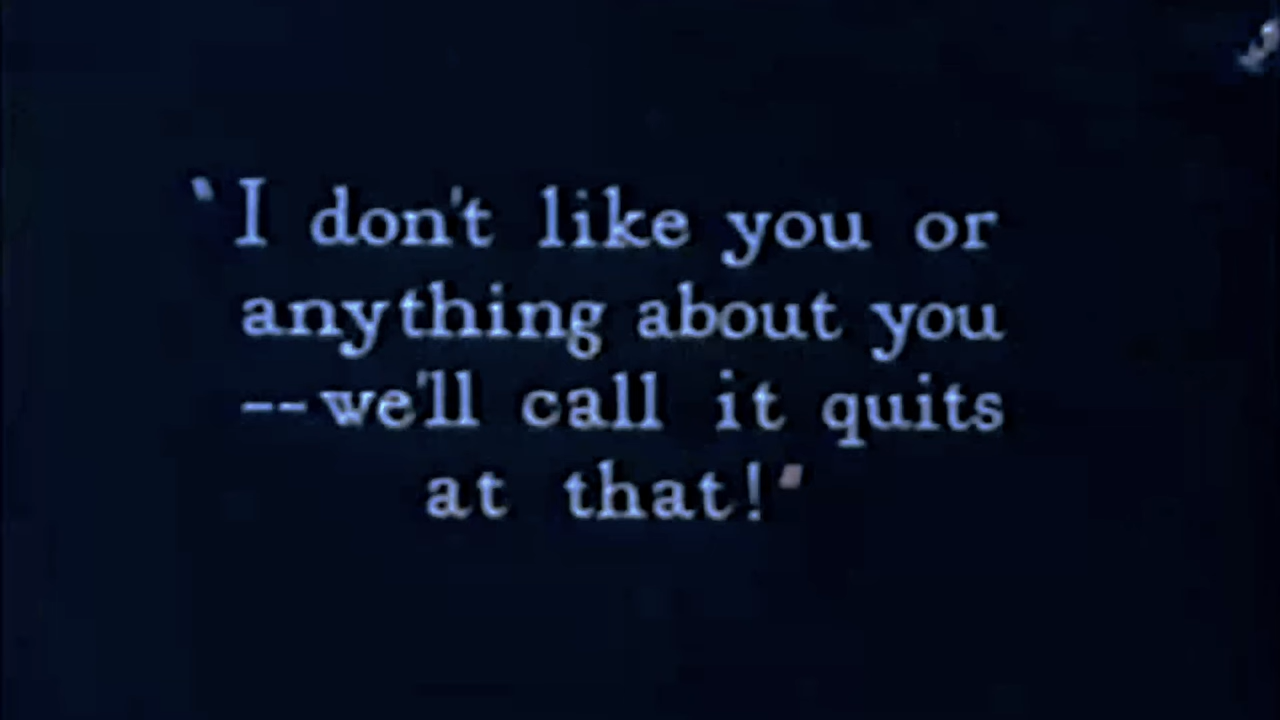 "I don't like you or
anything about you
--we'll call it quits
at that!"